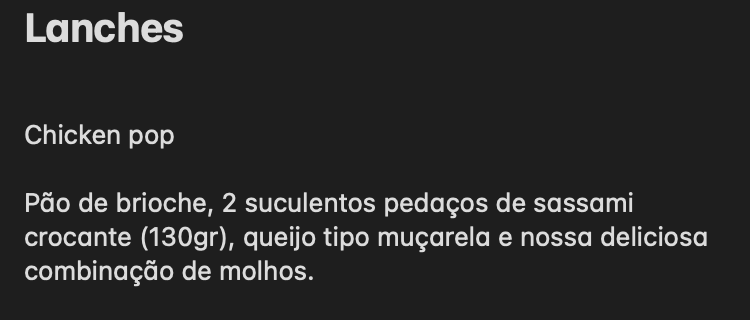 Lanches
Chicken pop
Pão de brioche, 2 suculentos pedaços de sassami
crocante (130gr), queijo tipo muçarela e nossa deliciosa
combinação de molhos.